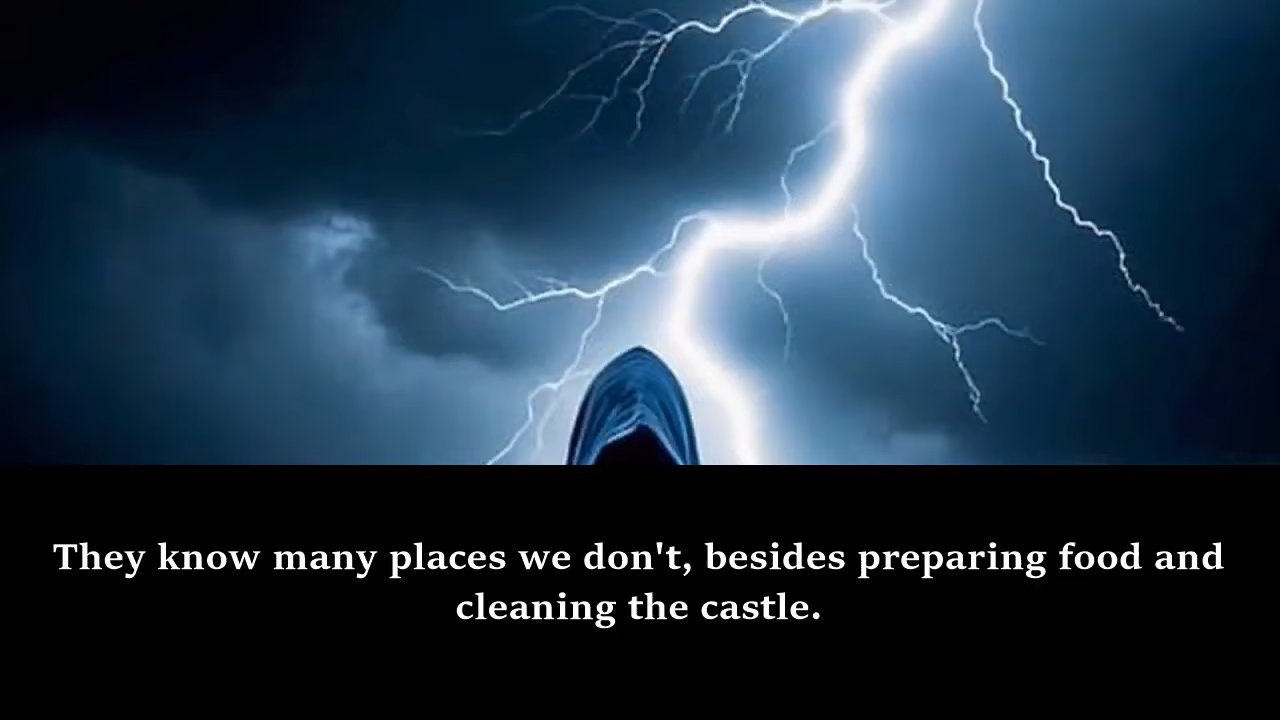 They know many places we don't, besides preparing food and
cleaning the castle.